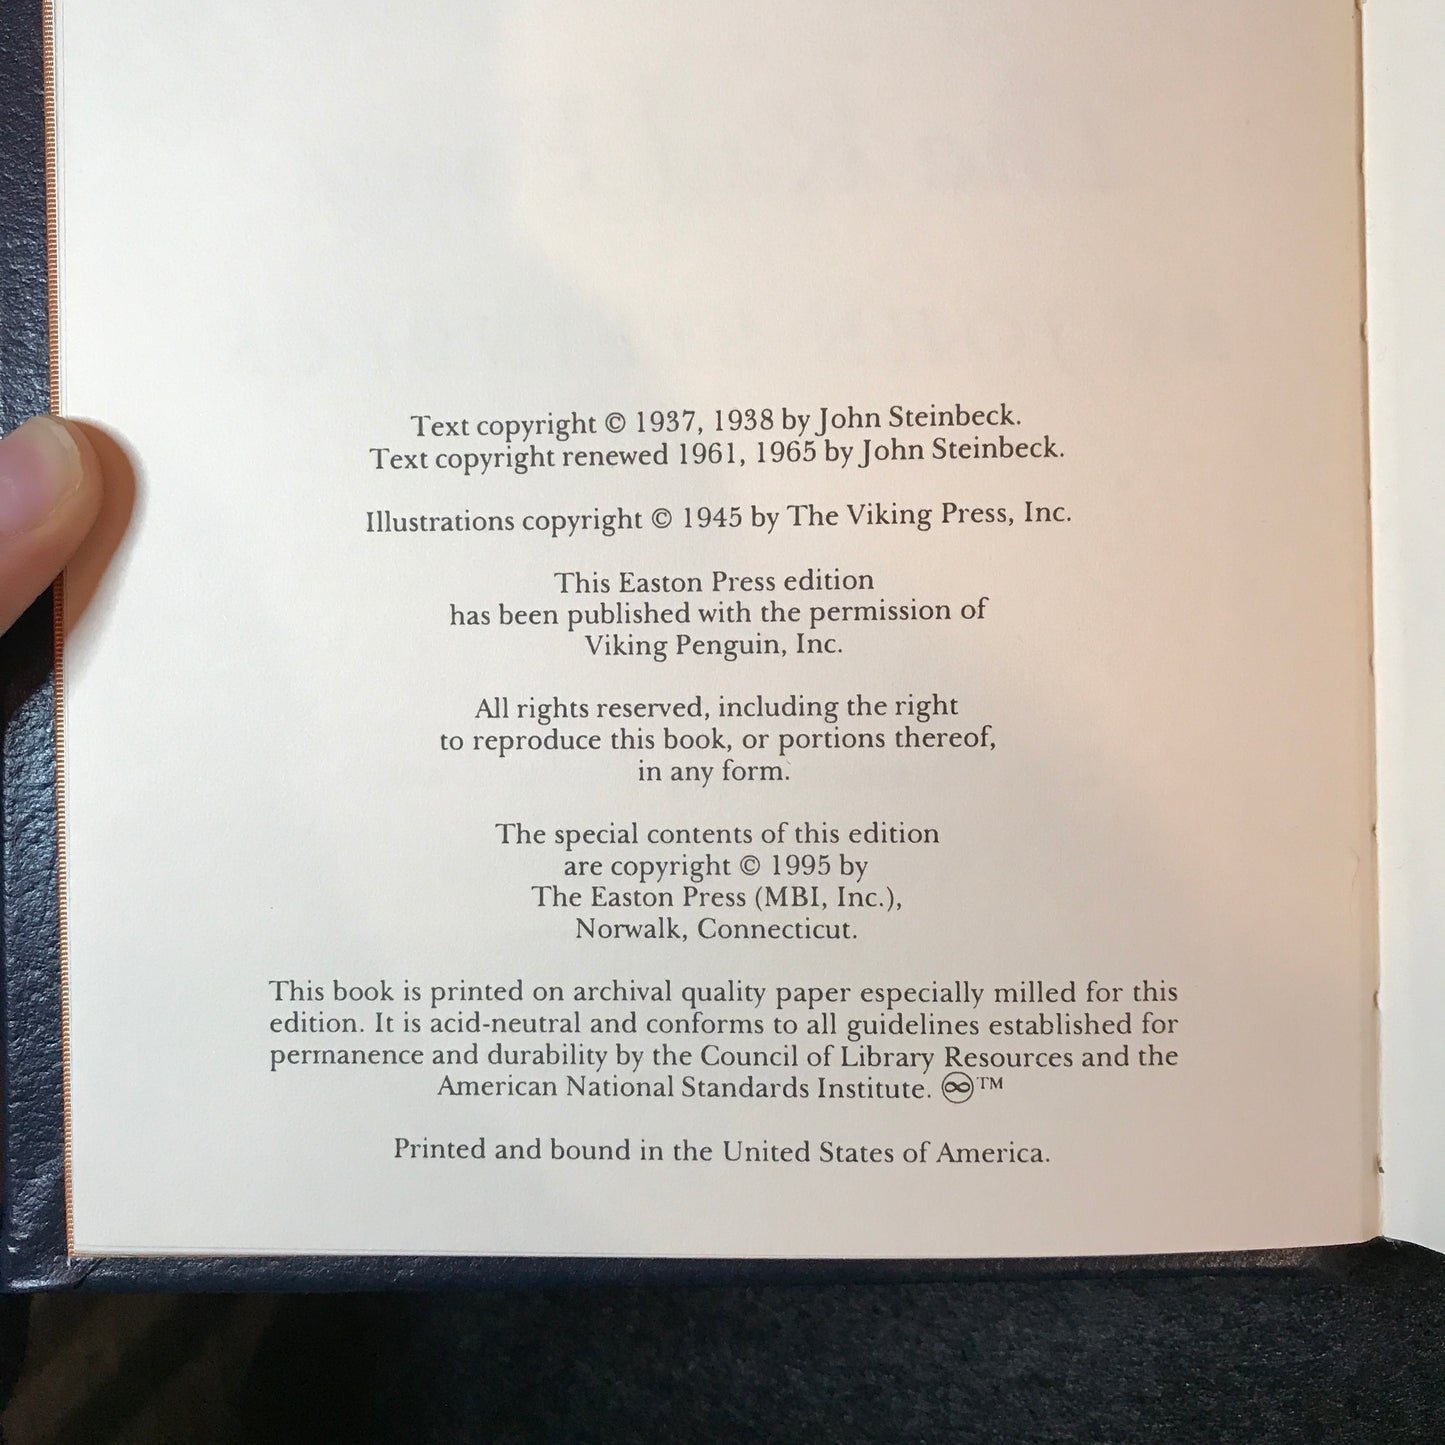 Text copyright © 1937, 1938 by John Steinbeck.
Text copyright renewed 1961, 1965 by John Steinbeck.
Illustrations copyright © 1945 by The Viking Press, Inc.
This Easton Press edition
has been published with the permission of
Viking Penguin, Inc.
All rights reserved, including the right
to reproduce this book, or portions thereof,
in any form.
The special contents of this edition
are copyright © 1995 by
The Easton Press (MBI, Inc.),
Norwalk, Connecticut.
This book is printed on archival quality paper especially milled for this
edition. It is acid-neutral and conforms to all guidelines established for
permanence and durability by the Council of Library Resources and the
American National Standards Institute. ♾™
Printed and bound in the United States of America.